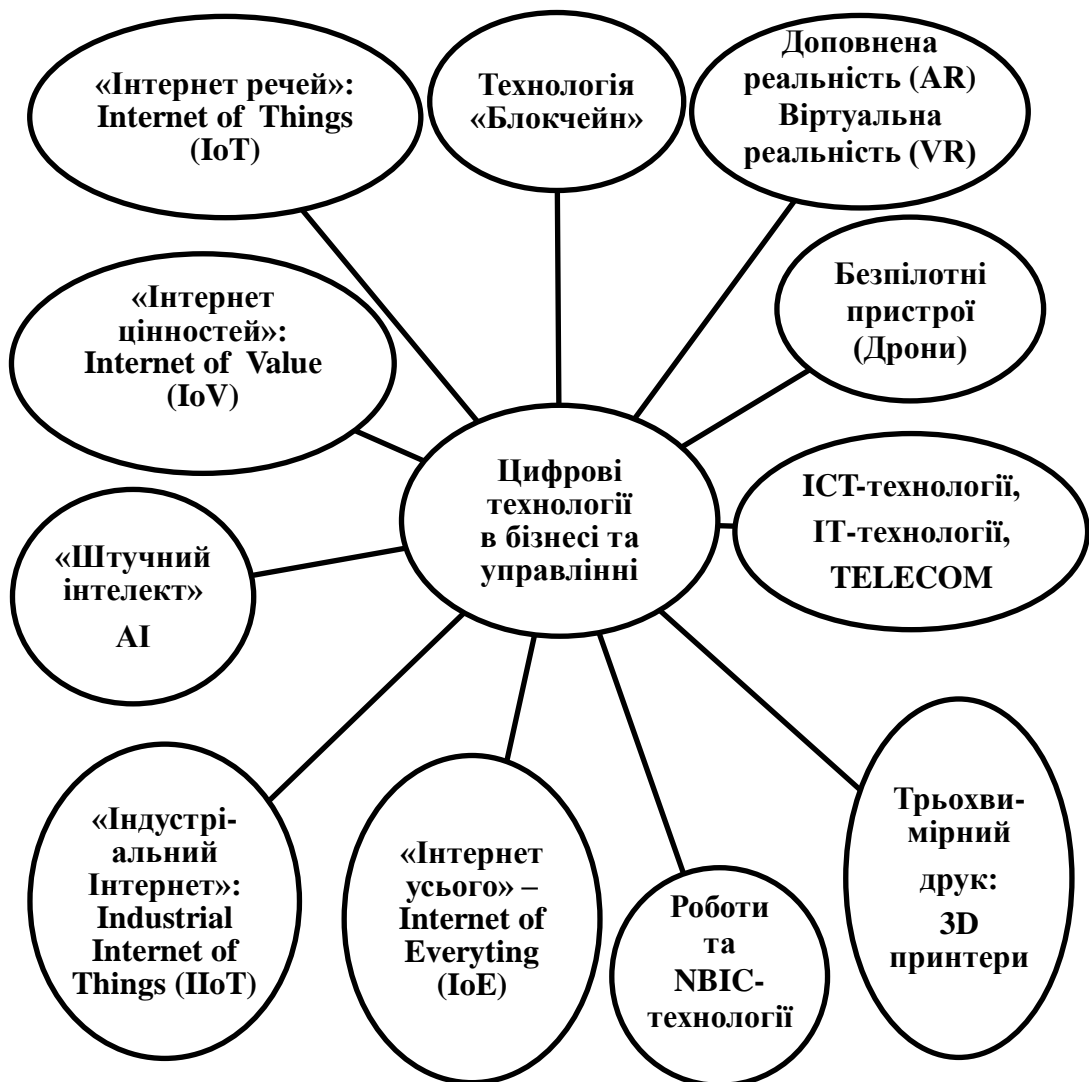 «Інтернет речей»:
Internet of Things
(IoT)
Технологія
«Блокчейн»
Доповнена
реальність (AR)
Віртуальна
реальність (VR)
«Інтернет
цінностей»:
Internet of Value
(IoV)
Безпілотні
пристрої
(Дрони)
Цифрові
технології
в бізнесі та
управлінні
ІСТ-технології,
ІТ-технології,
TELECOM
«Штучний
інтелект»
AI
«Індустрі-
альний
Інтернет»:
Industrial
Internet of
Things (IIoT)
«Інтернет
усього» –
Internet of
Everyting
(IoE)
Роботи
та
NBIC-
технології
Трьохви-
мірний
друк:
3D
принтери